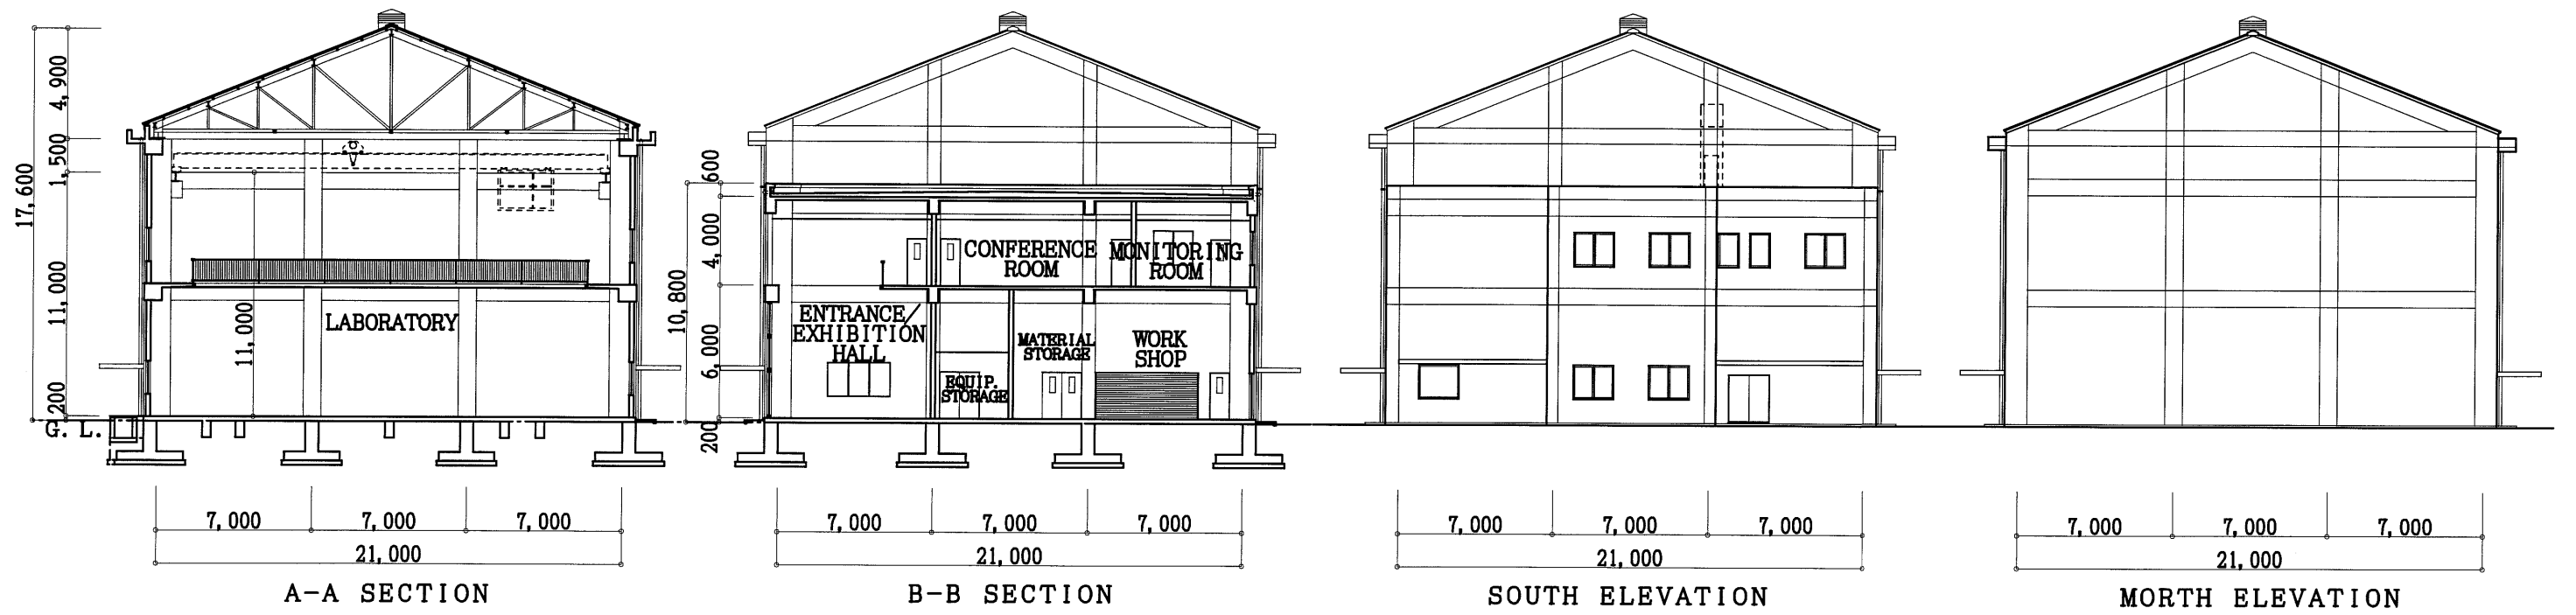 17,600
4,900
1,500
11,000
200
G. L.
11,000
LABORATORY
7,000 7,000 7,000
21,000
A-A SECTION
10,800
600
4,000
6,000
200
CONFERENCE
ROOM
MONITORING
ROOM
ENTRANCE/
EXHIBITION
HALL
EQUIP.
STORAGE
MATERIAL
STORAGE
WORK
SHOP
7,000 7,000 7,000
21,000
B-B SECTION
7,000 7,000 7,000
21,000
SOUTH ELEVATION
7,000 7,000 7,000
21,000
MORTH ELEVATION